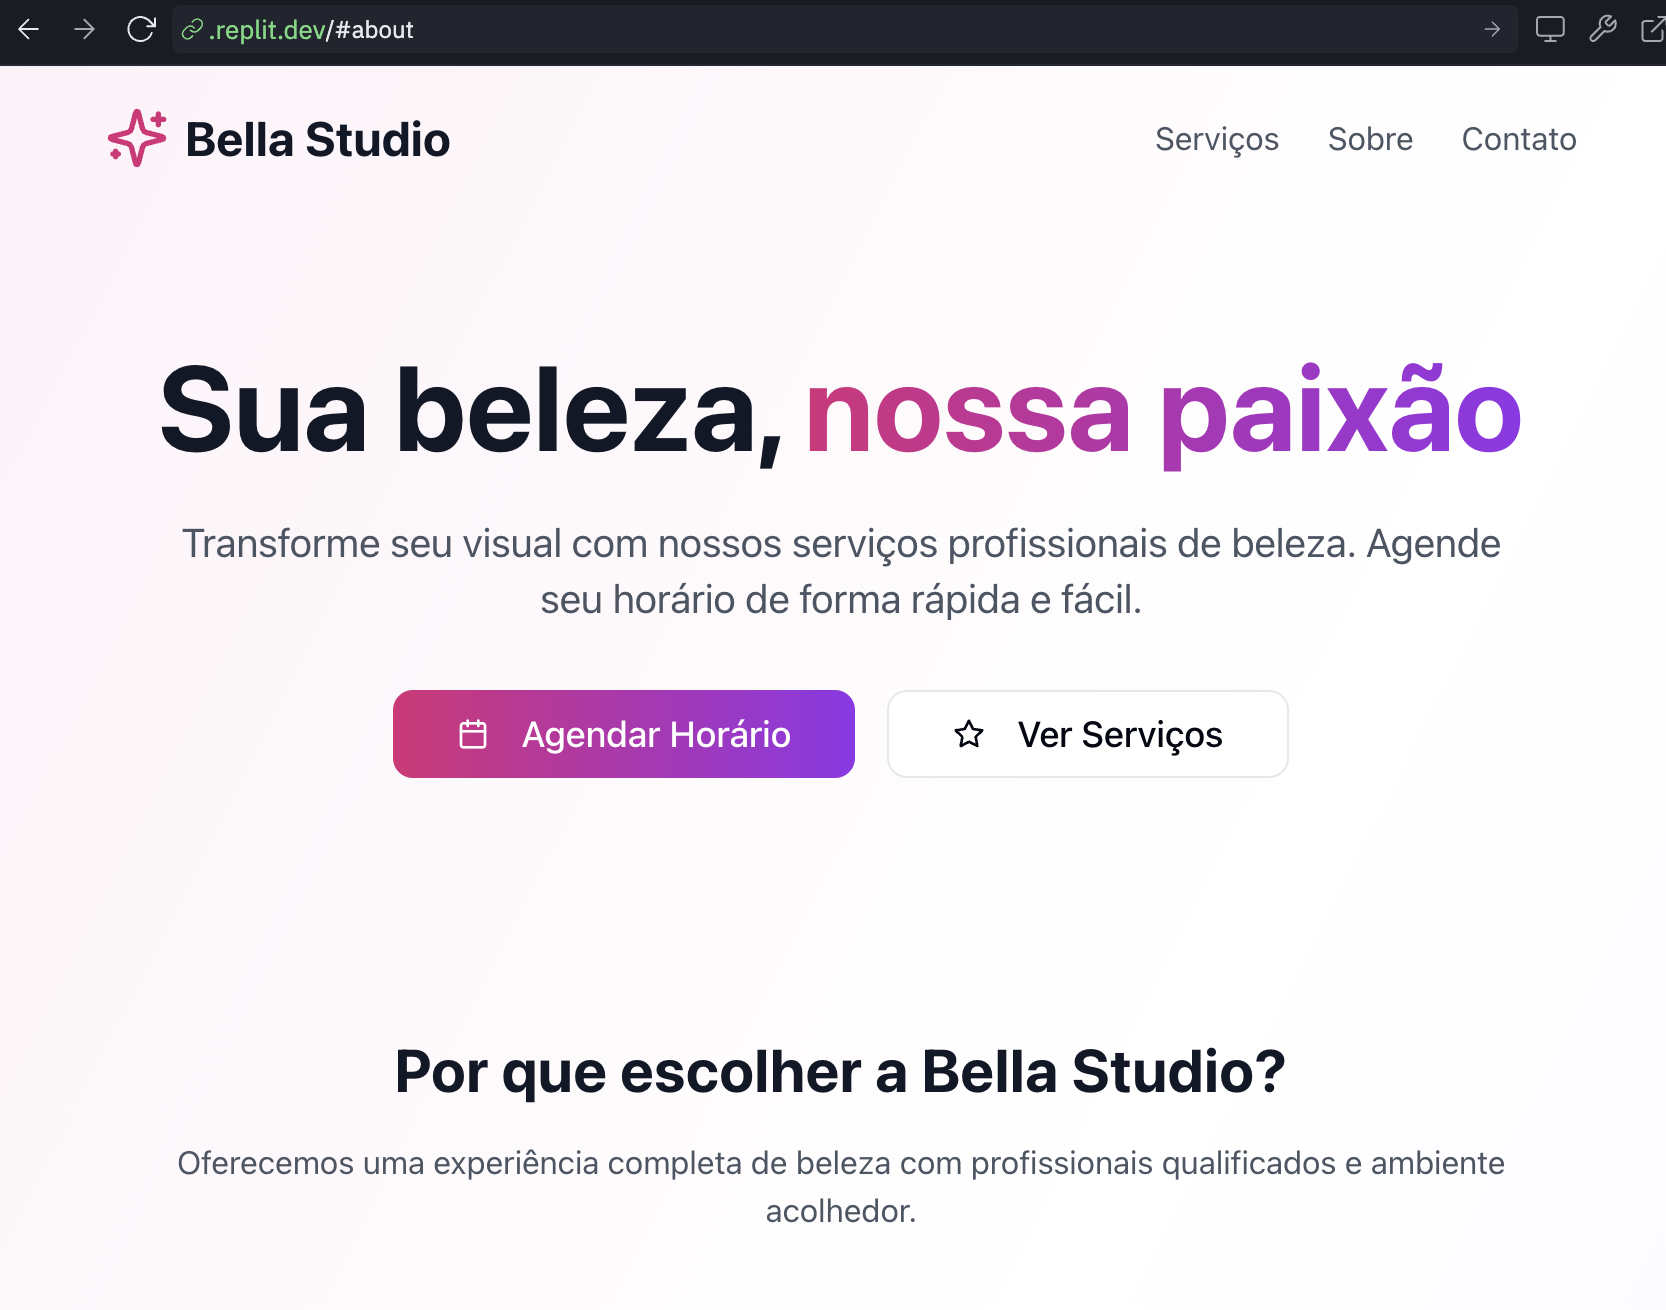 .replit.dev/#about
Bella Studio
Serviços
Sobre
Contato
Sua beleza, nossa paixão
Transforme seu visual com nossos serviços profissionais de beleza. Agende
seu horário de forma rápida e fácil.
Agendar Horário
Ver Serviços
Por que escolher a Bella Studio?
Oferecemos uma experiência completa de beleza com profissionais qualificados e ambiente
acolhedor.